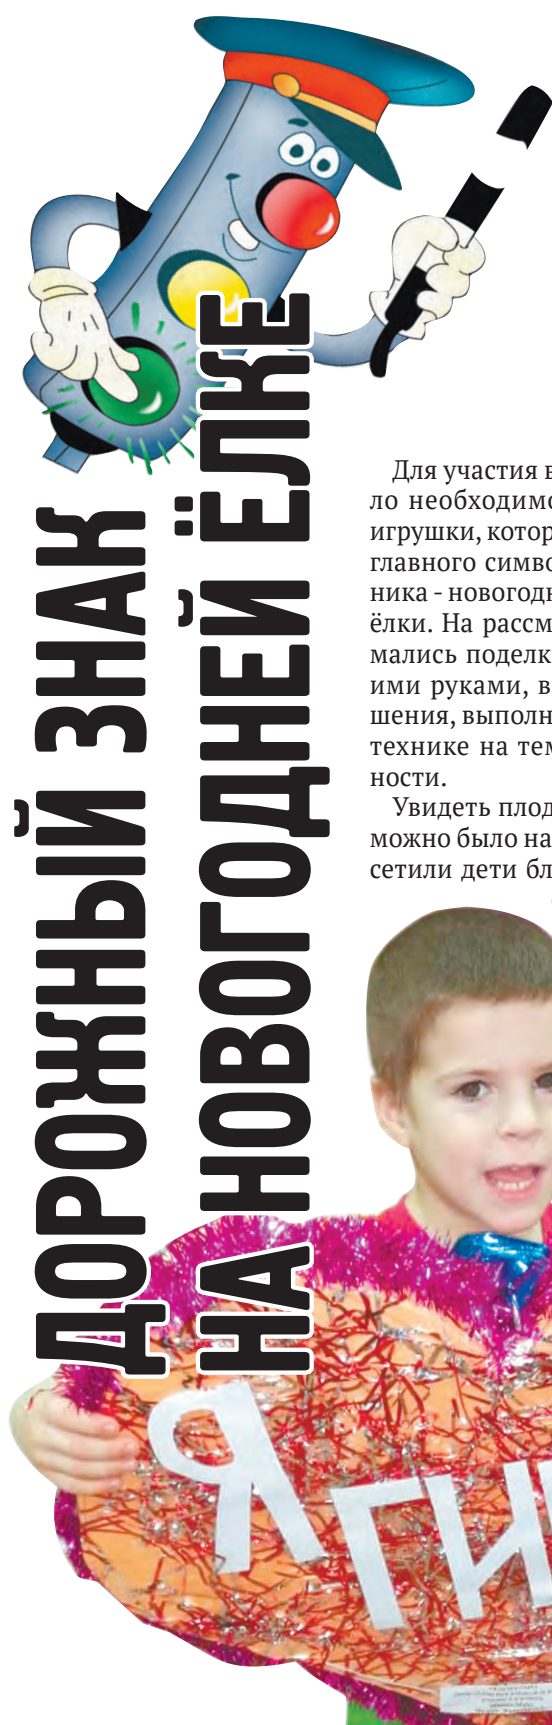 ДОРОЖНЫЙ ЗНАК
НА НОВОГОДНЕЙ ЁЛКЕ
Для участия в
ло необходимо
игрушки, котор
главного симво
ника - новогодн
ёлки. На рассм
мались поделк
ими руками, в
шения, выполн
технике на тем
ности.
Увидеть плод
можно было на
сетили дети бл
Я
ГИ